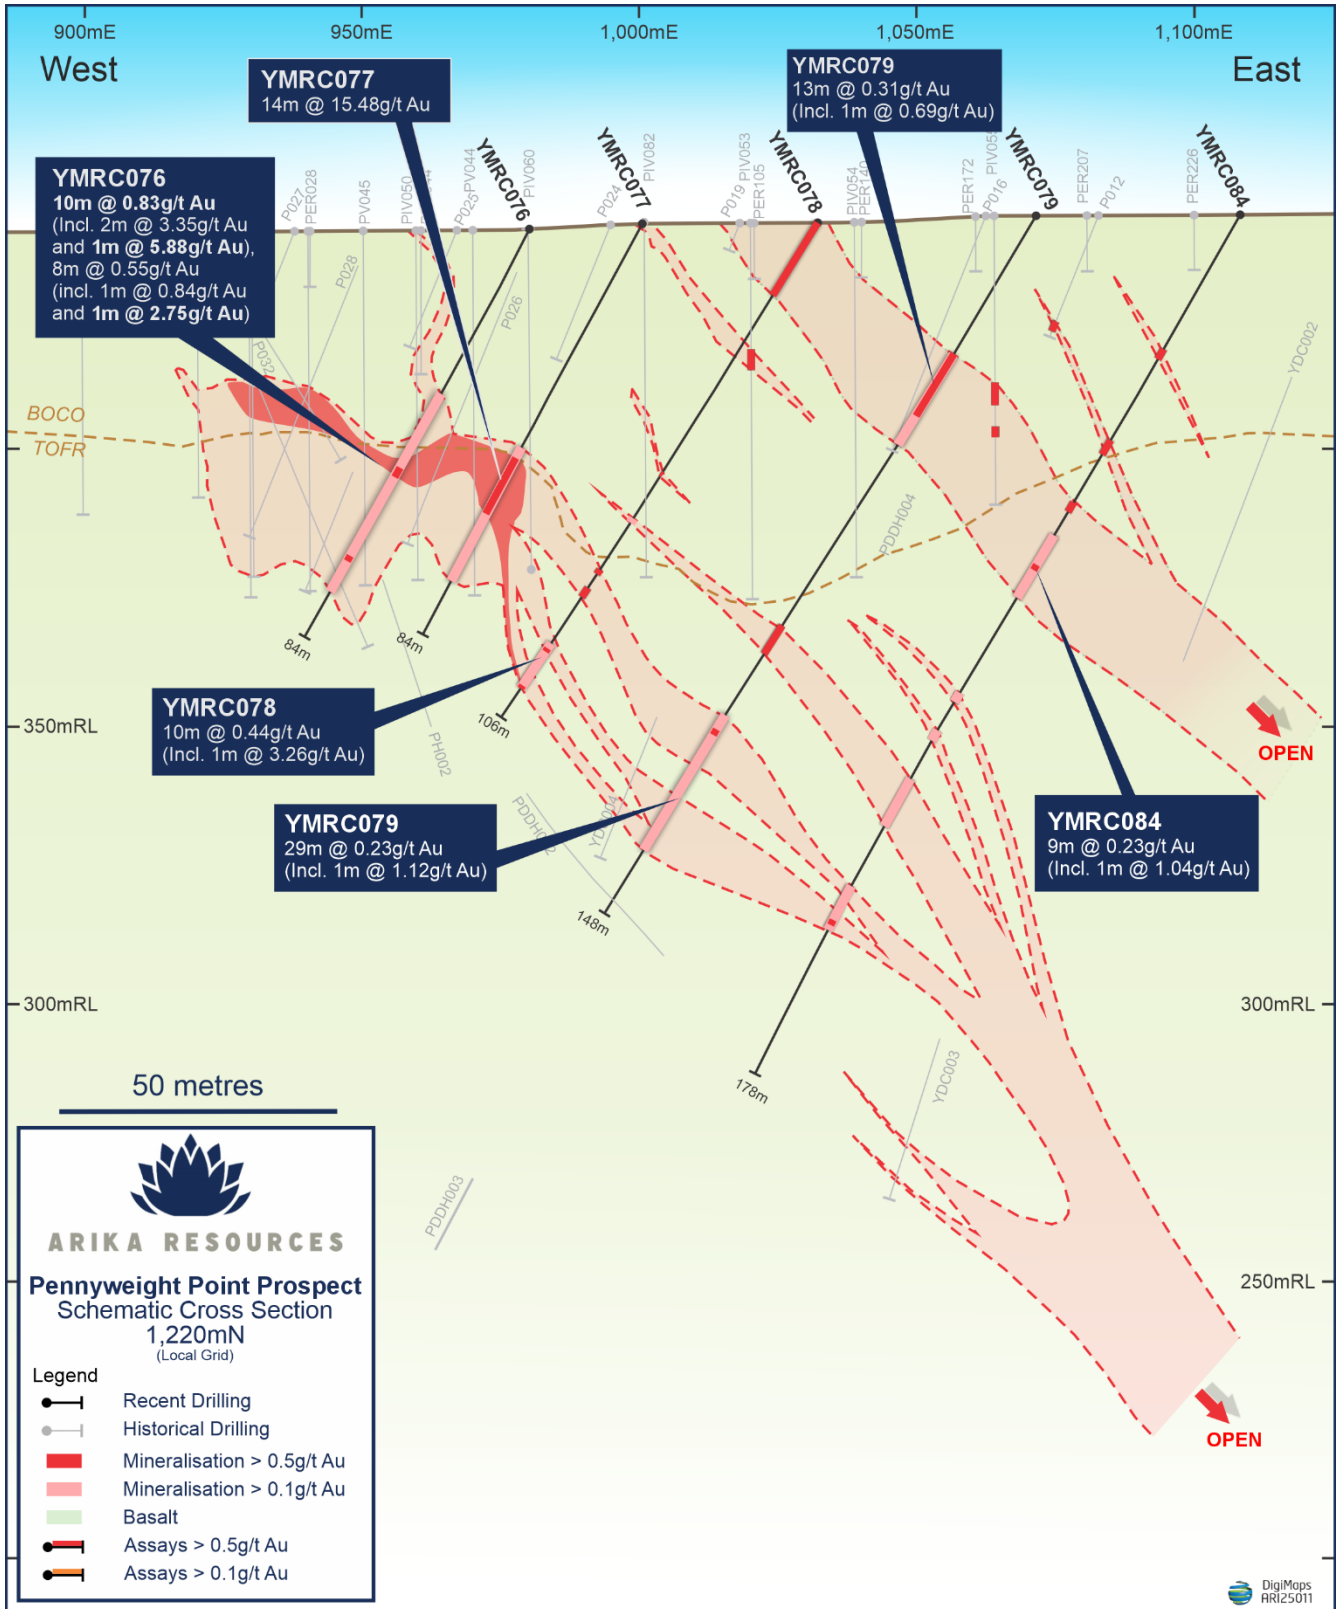 900mE
950mE
1,000mE
1,050mE
1,100mE
West
East
YMRC077
14m @ 15.48g/t Au
YMRC079
13m @ 0.31g/t Au
(Incl. 1m @ 0.69g/t Au)
YMRC076
10m @ 0.83g/t Au
(Incl. 2m @ 3.35g/t Au
and 1m @ 5.88g/t Au),
8m @ 0.55g/t Au
(incl. 1m @ 0.84g/t Au
and 1m @ 2.75g/t Au)
P027
PER028
PV045
PIV050
P025
PV044
YMRC076
PIV060
P024
YMRC077
PIV082
P019
PIV053
PER105
YMRC078
PIV054
PER140
PER172
P016
YMRC079
PER207
P012
PER226
YMRC084
P028
P026
P032
YDC002
BOCO
TOFR
PDDH004
84m
84m
106m
148m
178m
YMRC078
10m @ 0.44g/t Au
(Incl. 1m @ 3.26g/t Au)
350mRL
PH002
OPEN
YMRC079
29m @ 0.23g/t Au
(Incl. 1m @ 1.12g/t Au)
YMRC084
9m @ 0.23g/t Au
(Incl. 1m @ 1.04g/t Au)
300mRL
300mRL
YDC003
PDDH003
250mRL
OPEN
50 metres
ARIKA RESOURCES
Pennyweight Point Prospect
Schematic Cross Section
1,220mN
(Local Grid)
Legend
Recent Drilling
Historical Drilling
Mineralisation > 0.5g/t Au
Mineralisation > 0.1g/t Au
Basalt
Assays > 0.5g/t Au
Assays > 0.1g/t Au
DigiMaps
ARI25011